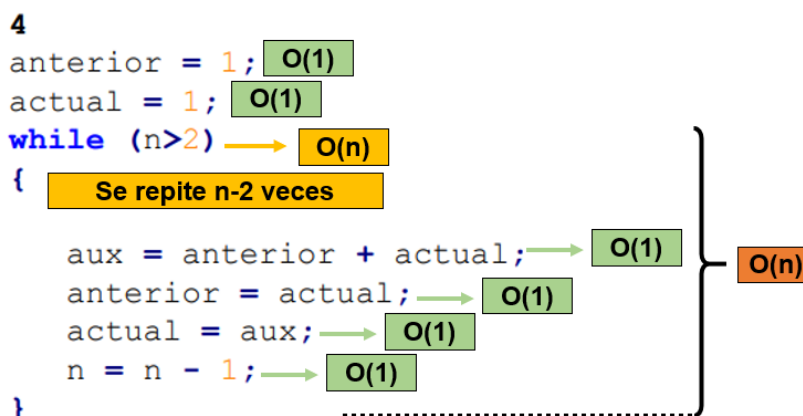 4
anterior = 1; O(1)
actual = 1; O(1)
while (n>2) O(n)
{ Se repite n-2 veces
aux = anterior + actual; O(1)
O(n)
anterior = actual; O(1)
actual = aux; O(1)
n = n - 1; O(1)
}